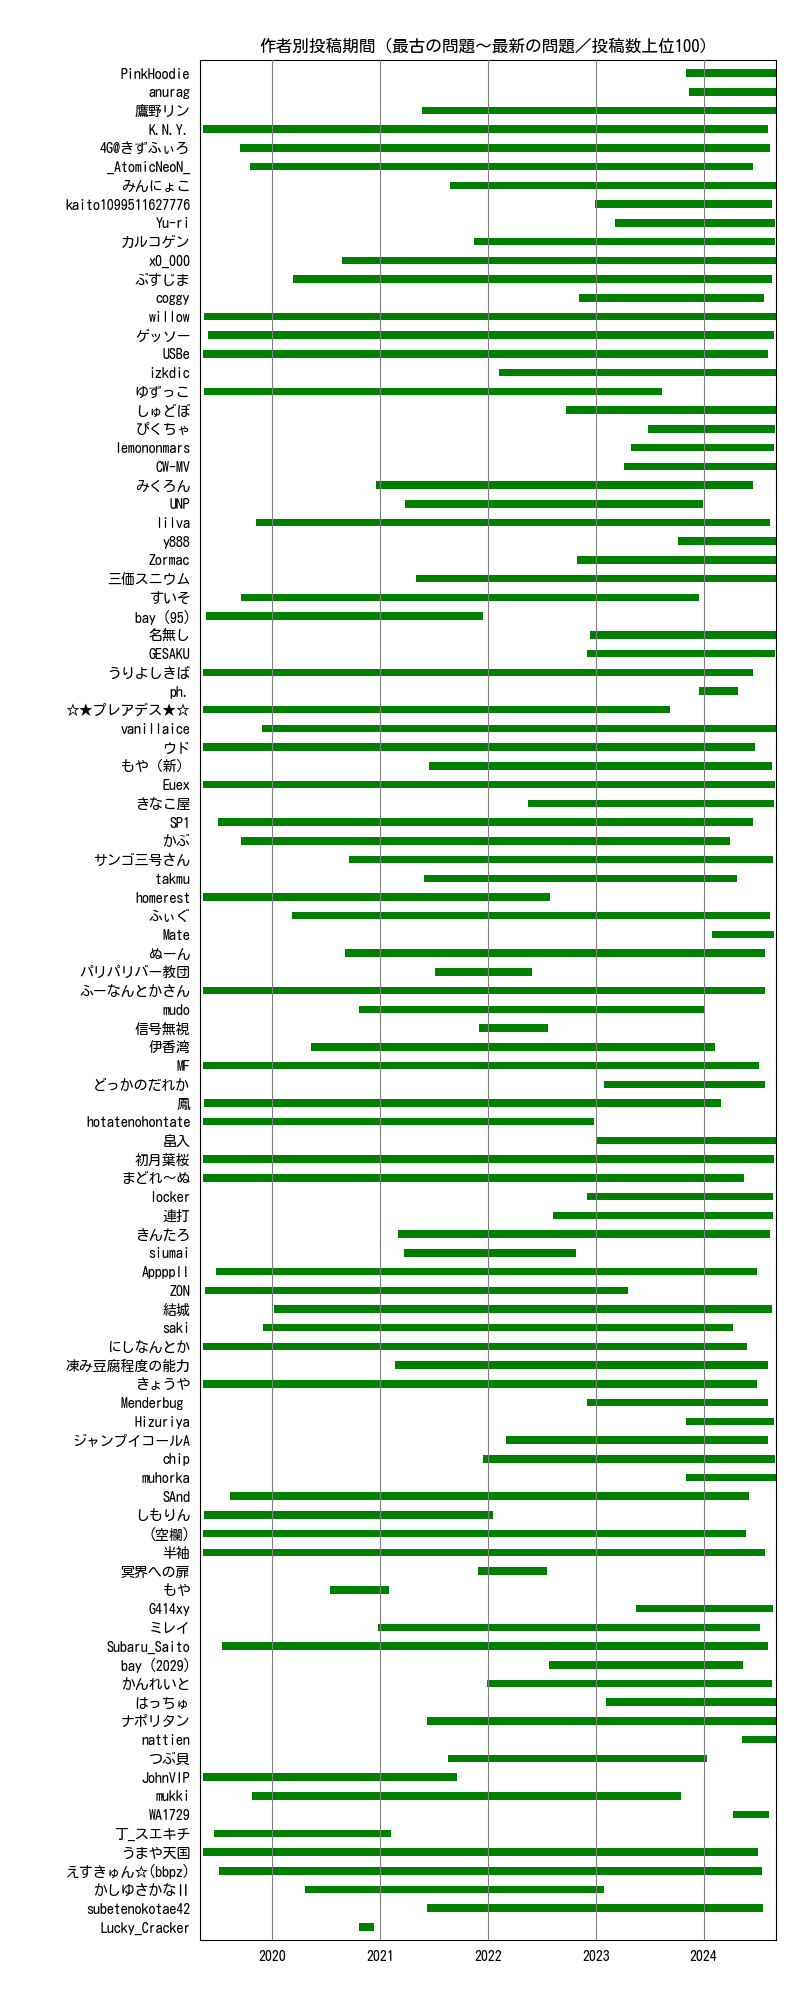 作者別投稿期間（最古の問題～最新の問題／投稿数上位100）
PinkHoodie
anurag
鷹野リン
K.N.Y.
4G@きずふぃろ
_AtomicNeoN_
みんにょこ
kaito1099511627776
Yu-ri
カルコゲン
x0_000
ぶすじま
coggy
willow
ゲッソー
USBe
izkdic
ゆずっこ
しゅどぼ
ぴくちゃ
lemononmars
CW-MV
みくろん
UNP
lilva
y888
Zormac
三価スニウム
すいそ
bay (95)
名無し
GESAKU
うりよしきば
ph.
☆★プレアデス★☆
vanillaice
ウド
もや（新）
Euex
きなこ屋
SP1
かぶ
サンゴ三号さん
takmu
homerest
ふぃぐ
Mate
ぬーん
パリパリバー教団
ふーなんとかさん
mudo
信号無視
伊香湾
MF
どっかのだれか
鳳
hotatenohontate
畠入
初月葉桜
まどれ～ぬ
locker
連打
きんたろ
siumai
Appppll
ZON
結城
saki
にしなんとか
凍み豆腐程度の能力
きょうや
Menderbug
Hizuriya
ジャンプイコールA
chip
muhorka
SAnd
しもりん
(空欄)
半袖
冥界への扉
もや
G414xy
ミレイ
Subaru_Saito
bay (2029)
かんれいと
はっちゅ
ナポリタン
nattien
つぶ貝
JohnVIP
mukki
WA1729
丁_スエキチ
うまや天国
えすきゅん☆(bbpz)
かしゆさかなII
subetenokotae42
Lucky_Cracker
2020 2021 2022 2023 2024